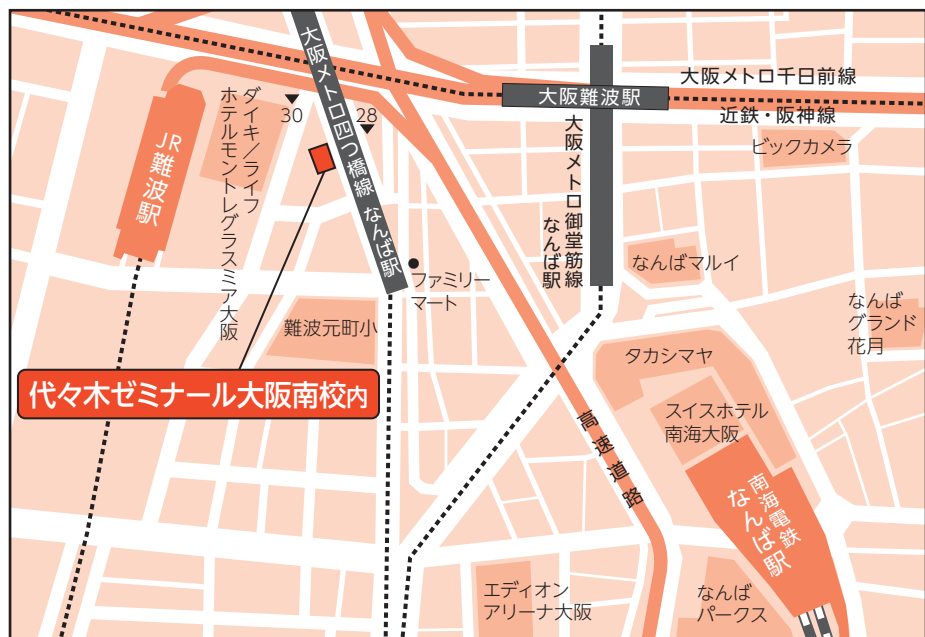 大阪メトロ四つ橋線 なんば駅
大阪メトロ千日前線
大阪難波駅
近鉄・阪神線
ビックカメラ
30
28
ダイキ/ライフ
ホテルモントレグラスミア大阪
JR難波駅
大阪メトロ御堂筋線
なんば駅
ファミリー
マート
なんばマルイ
なんば
グランド
花月
難波元町小
タカシマヤ
代々木ゼミナール大阪南校内
スイスホテル
南海大阪
高速道路
南海電鉄
なんば駅
エディオン
アリーナ大阪
なんば
パークス